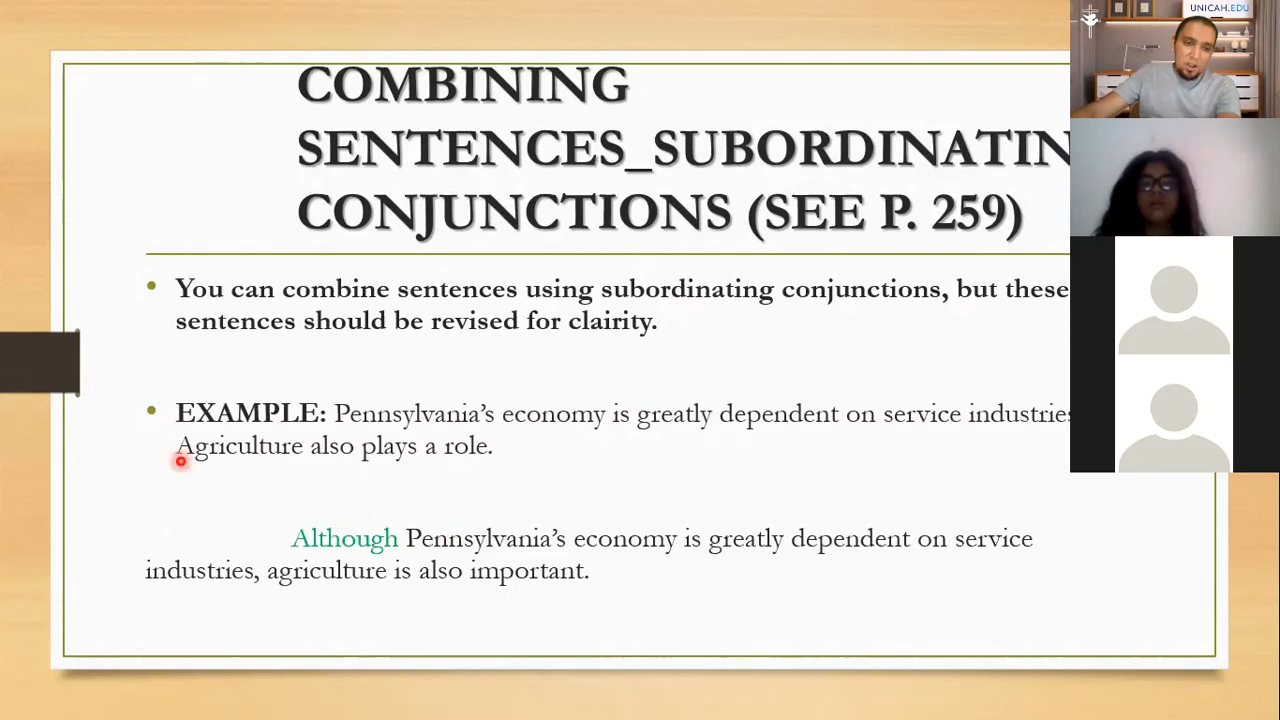 UNICAH.EDU
COMBINING
SENTENCES_SUBORDINATIN
CONJUNCTIONS (SEE P. 259)
• You can combine sentences using subordinating conjunctions, but these
sentences should be revised for clairity.
• EXAMPLE: Pennsylvania’s economy is greatly dependent on service industries
Agriculture also plays a role.
Although Pennsylvania’s economy is greatly dependent on service
industries, agriculture is also important.